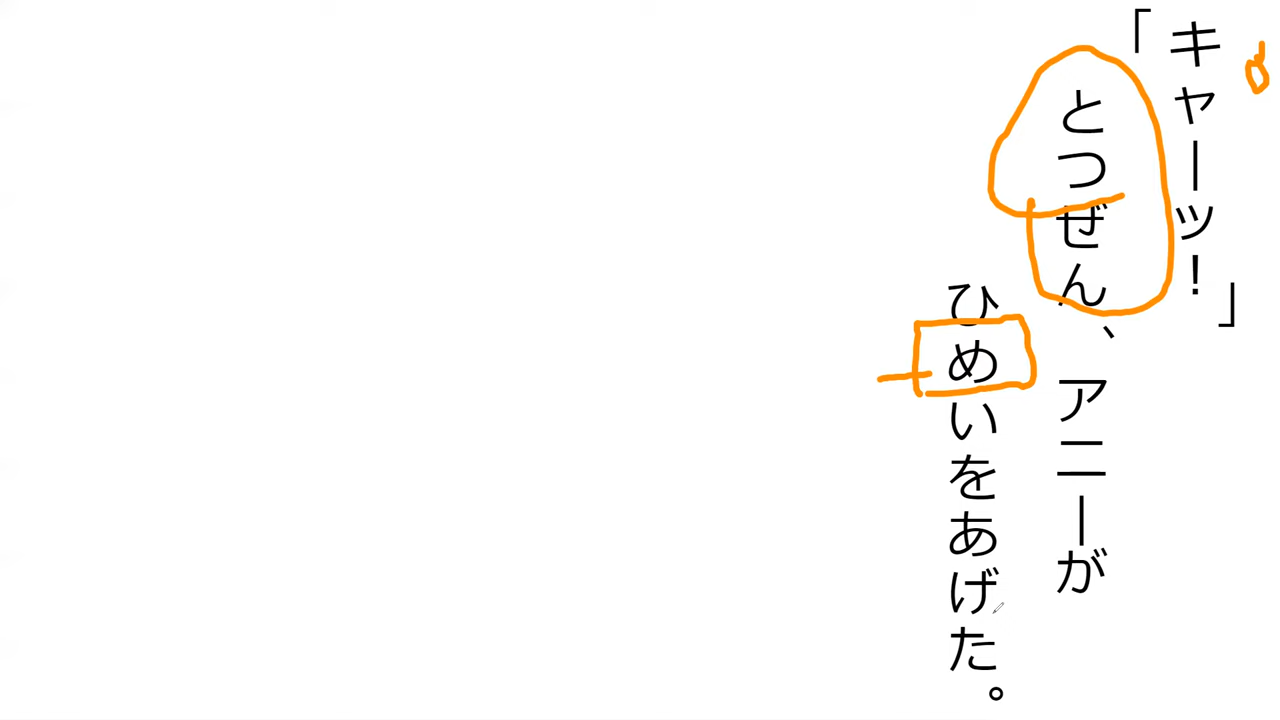 「キャーッ！」
とつぜん、アニーが
ひめいをあげた。